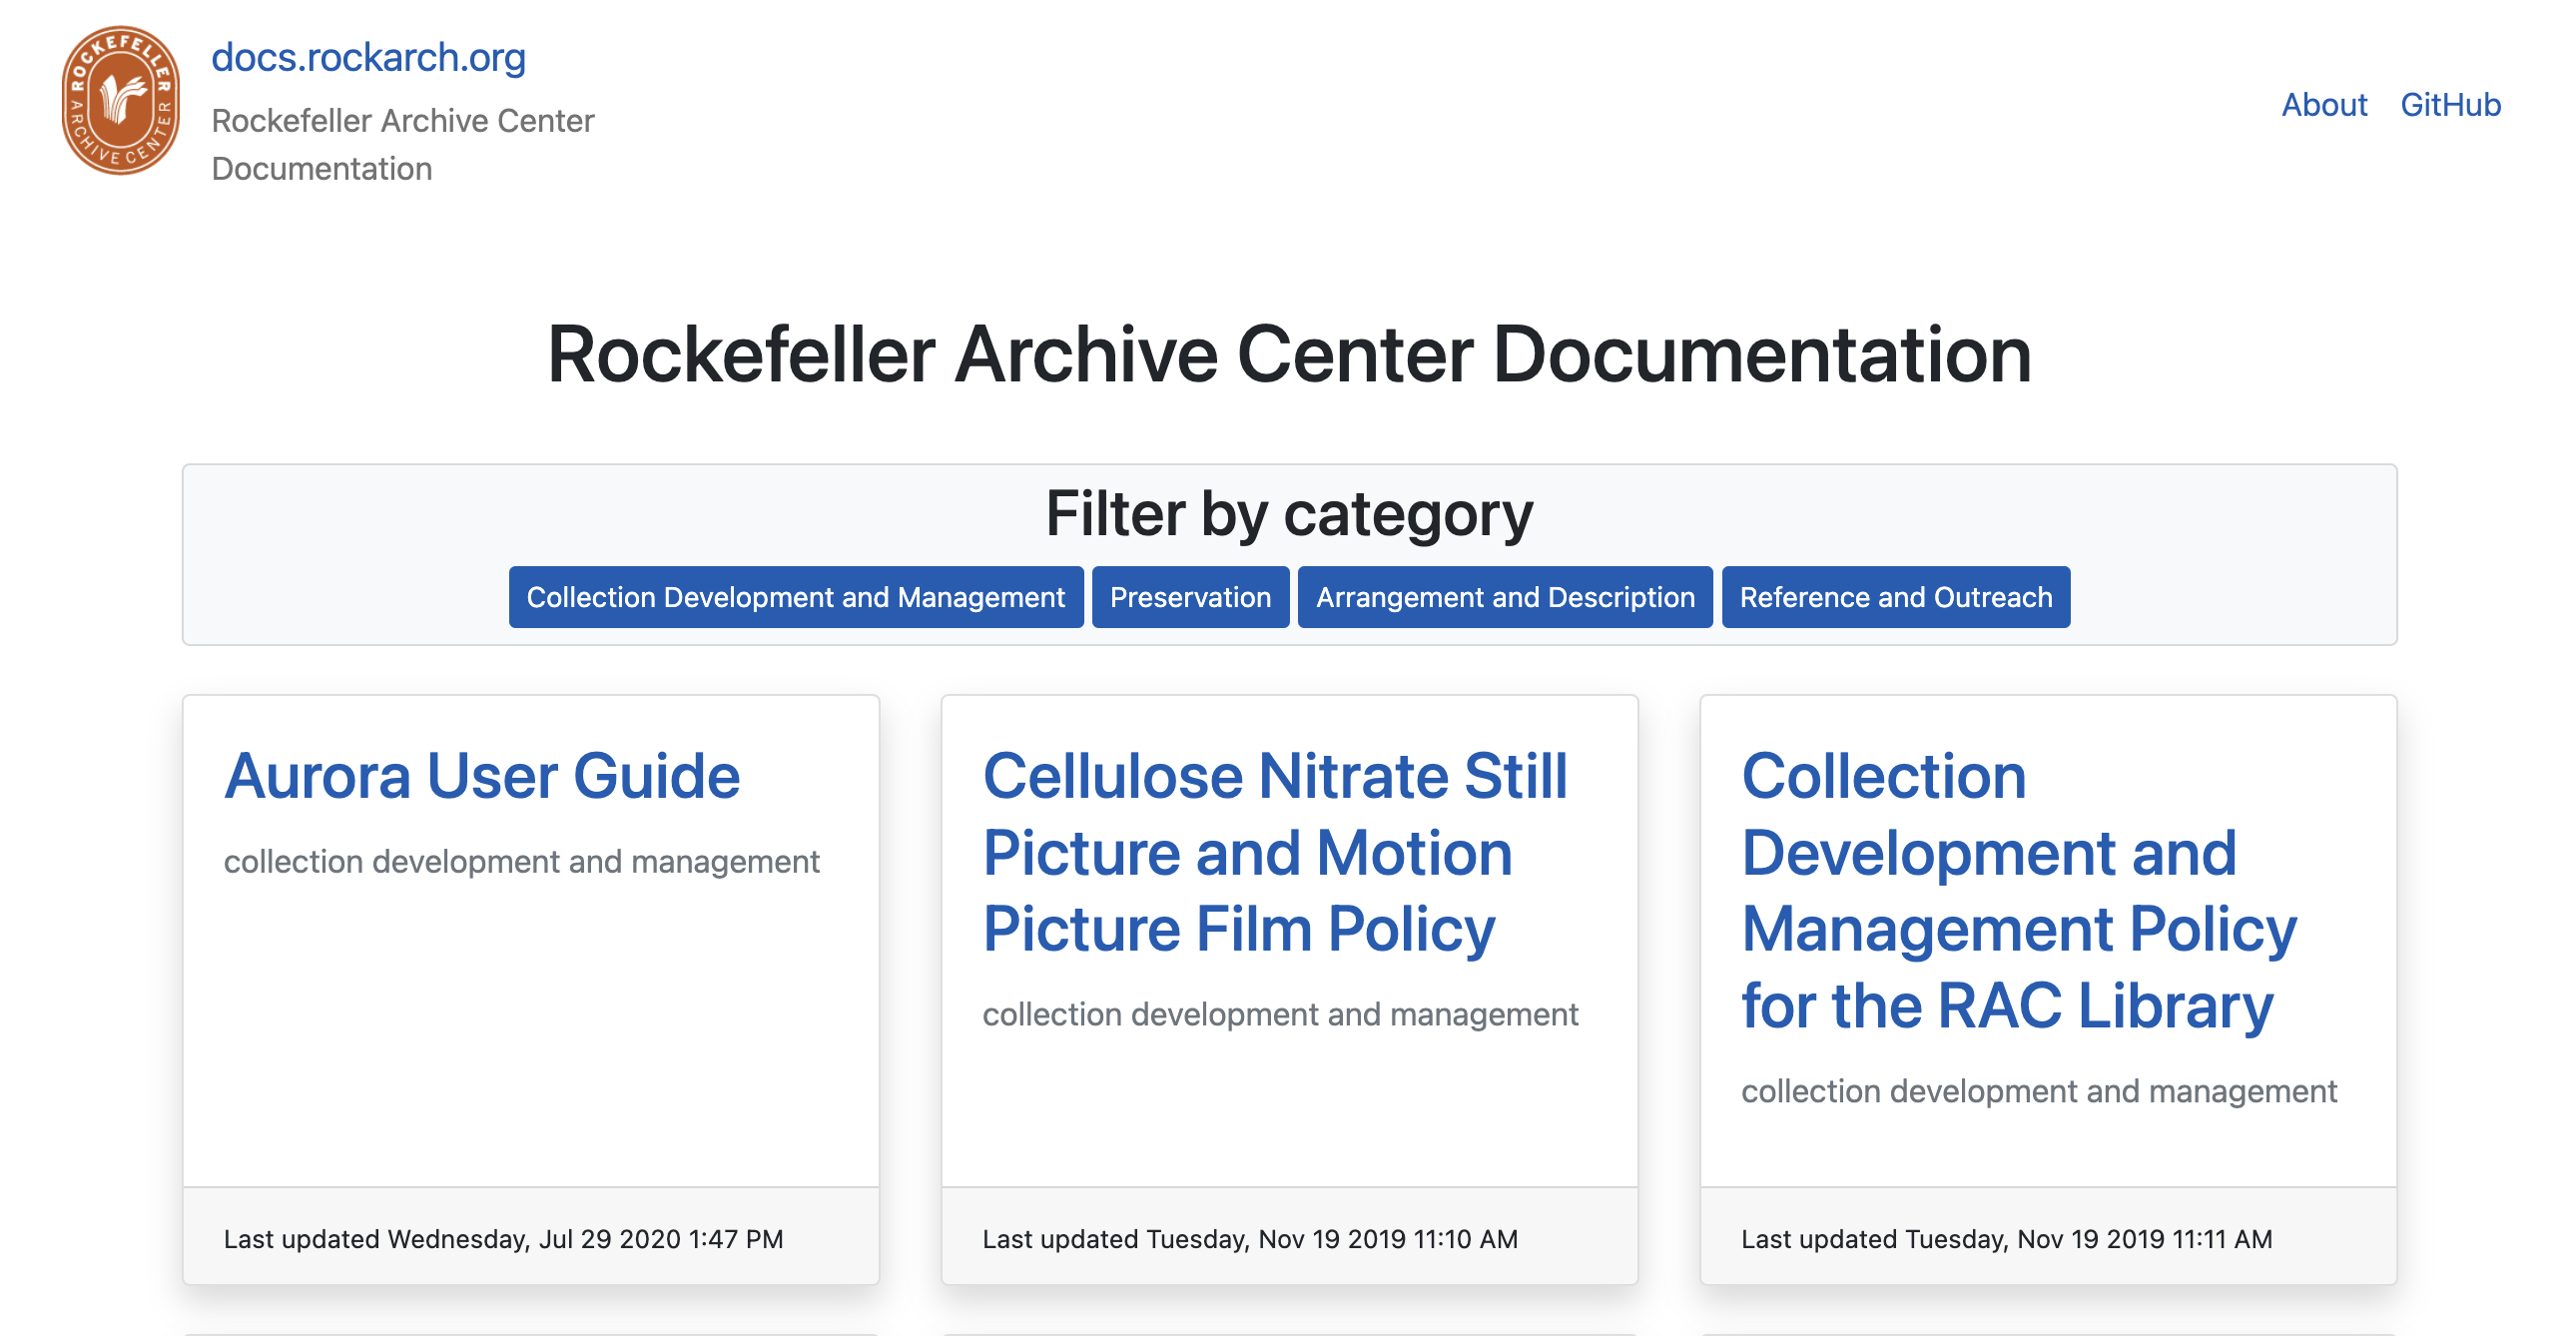 ROCKEFELLER
ARCHIVE CENTER
docs.rockarch.org
Rockefeller Archive Center
Documentation
About GitHub
Rockefeller Archive Center Documentation
Filter by category
Collection Development and Management Preservation Arrangement and Description Reference and Outreach
Aurora User Guide
collection development and management
Last updated Wednesday, Jul 29 2020 1:47 PM
Cellulose Nitrate Still
Picture and Motion
Picture Film Policy
collection development and management
Last updated Tuesday, Nov 19 2019 11:10 AM
Collection
Development and
Management Policy
for the RAC Library
collection development and management
Last updated Tuesday, Nov 19 2019 11:11 AM